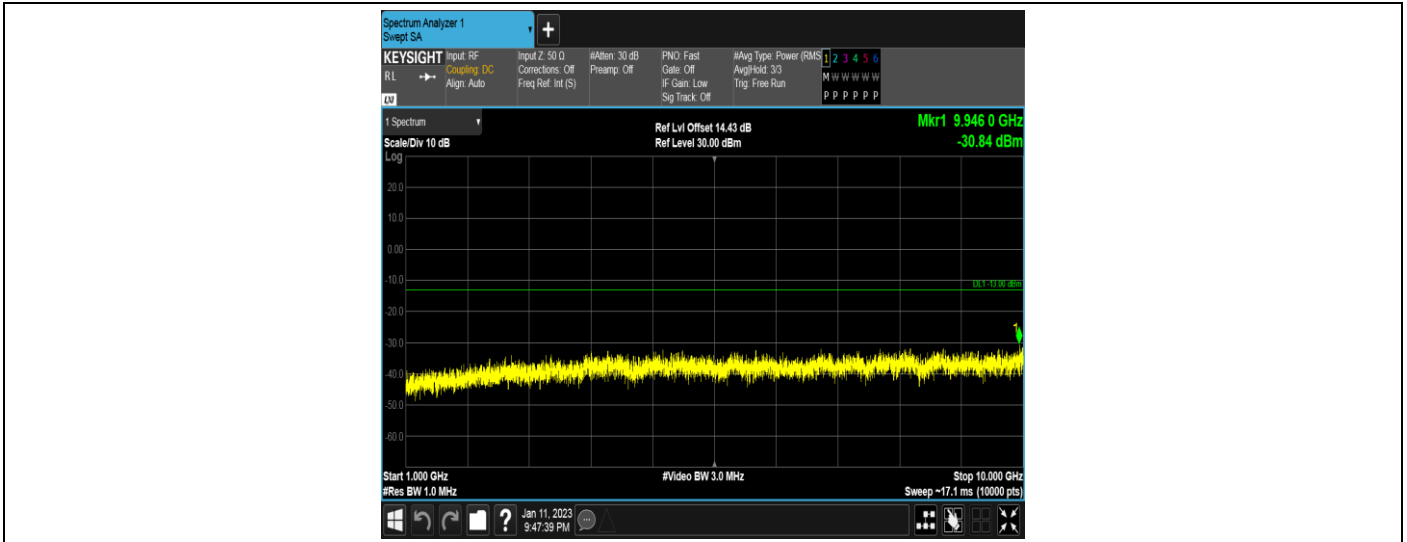 Spectrum Analyzer 1
Swept SA
+
KEYSIGHT
RL
LXI
Input: RF
Coupling: DC
Align: Auto
Input Z: 50 Ω
Corrections: Off
Freq Ref: Int (S)
#Atten: 30 dB
Preamp: Off
PNO: Fast
Gate: Off
IF Gain: Low
Sig Track: Off
#Avg Type: Power (RMS
Avg|Hold: 3/3
Trig: Free Run
1 2 3 4 5 6
M W W W W W
P P P P P P
1 Spectrum
Scale/Div 10 dB
Log
Ref Lvl Offset 14.43 dB
Ref Level 30.00 dBm
Mkr1 9.946 0 GHz
-30.84 dBm
20.0
10.0
0.00
-10.0
DL1 -13.00 dBm
-20.0
1
-30.0
-40.0
-50.0
-60.0
Start 1.000 GHz
#Res BW 1.0 MHz
#Video BW 3.0 MHz
Stop 10.000 GHz
Sweep ~17.1 ms (10000 pts)
?
Jan 11, 2023
9:47:39 PM